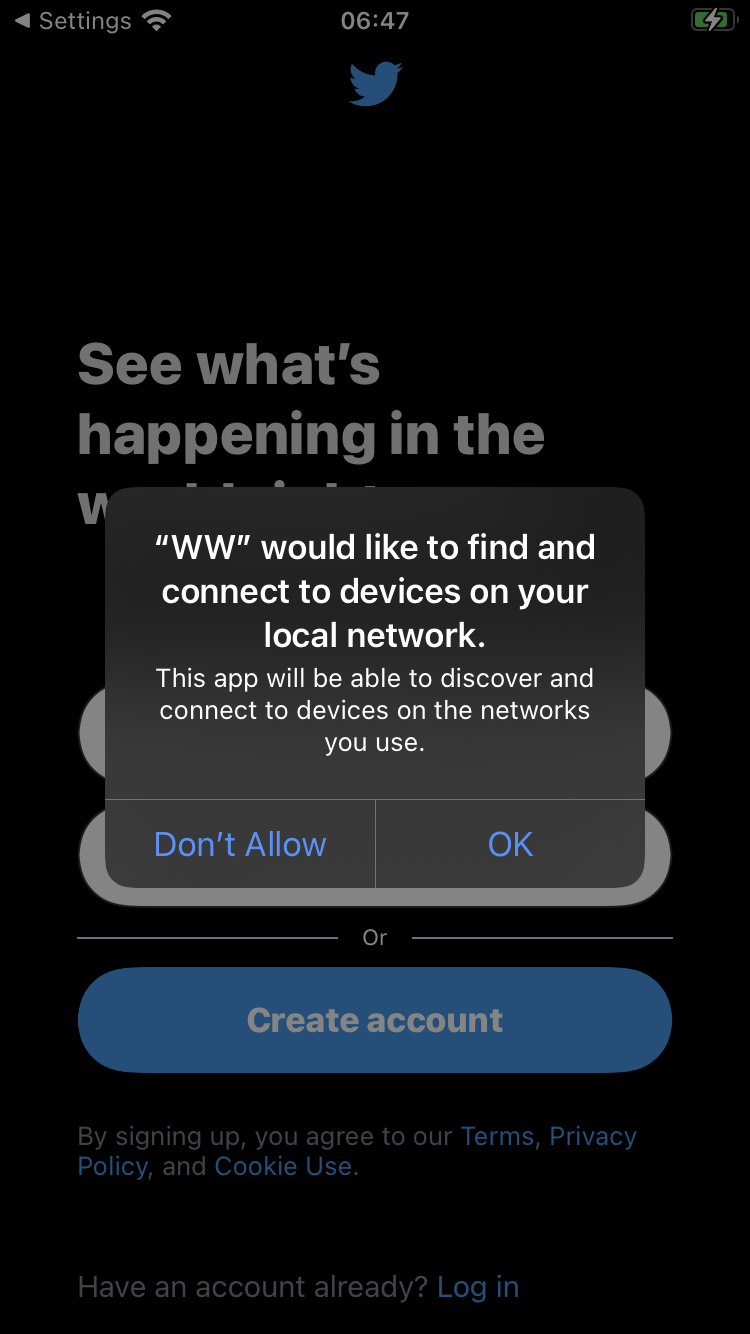 Settings
06:47
See what’s
happening in the
“WW” would like to find and
connect to devices on your
local network.
This app will be able to discover and
connect to devices on the networks
you use.
Don’t Allow
OK
Or
Create account
By signing up, you agree to our Terms, Privacy
Policy, and Cookie Use.
Have an account already? Log in